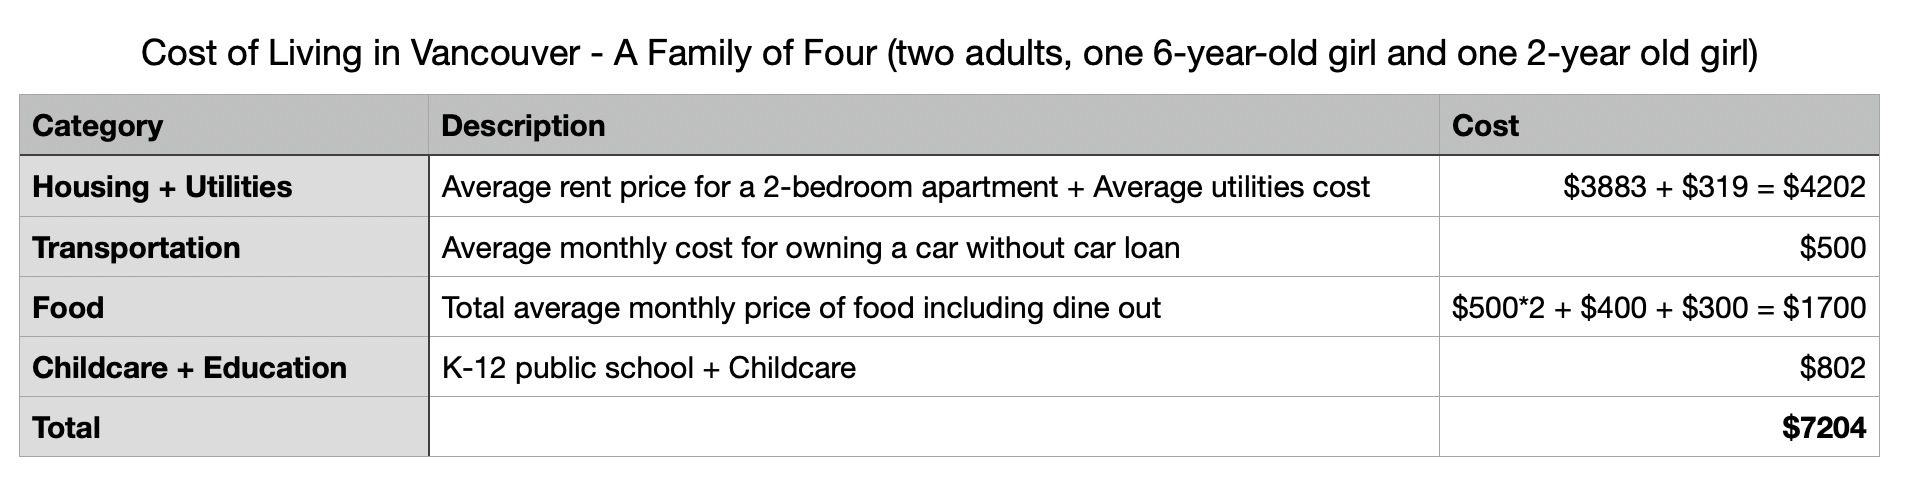 Cost of Living in Vancouver - A Family of Four (two adults, one 6-year-old girl and one 2-year old girl)
Category Description Cost
Housing + Utilities Average rent price for a 2-bedroom apartment + Average utilities cost $3883 + $319 = $4202
Transportation Average monthly cost for owning a car without car loan $500
Food Total average monthly price of food including dine out $500*2 + $400 + $300 = $1700
Childcare + Education K-12 public school + Childcare $802
Total $7204